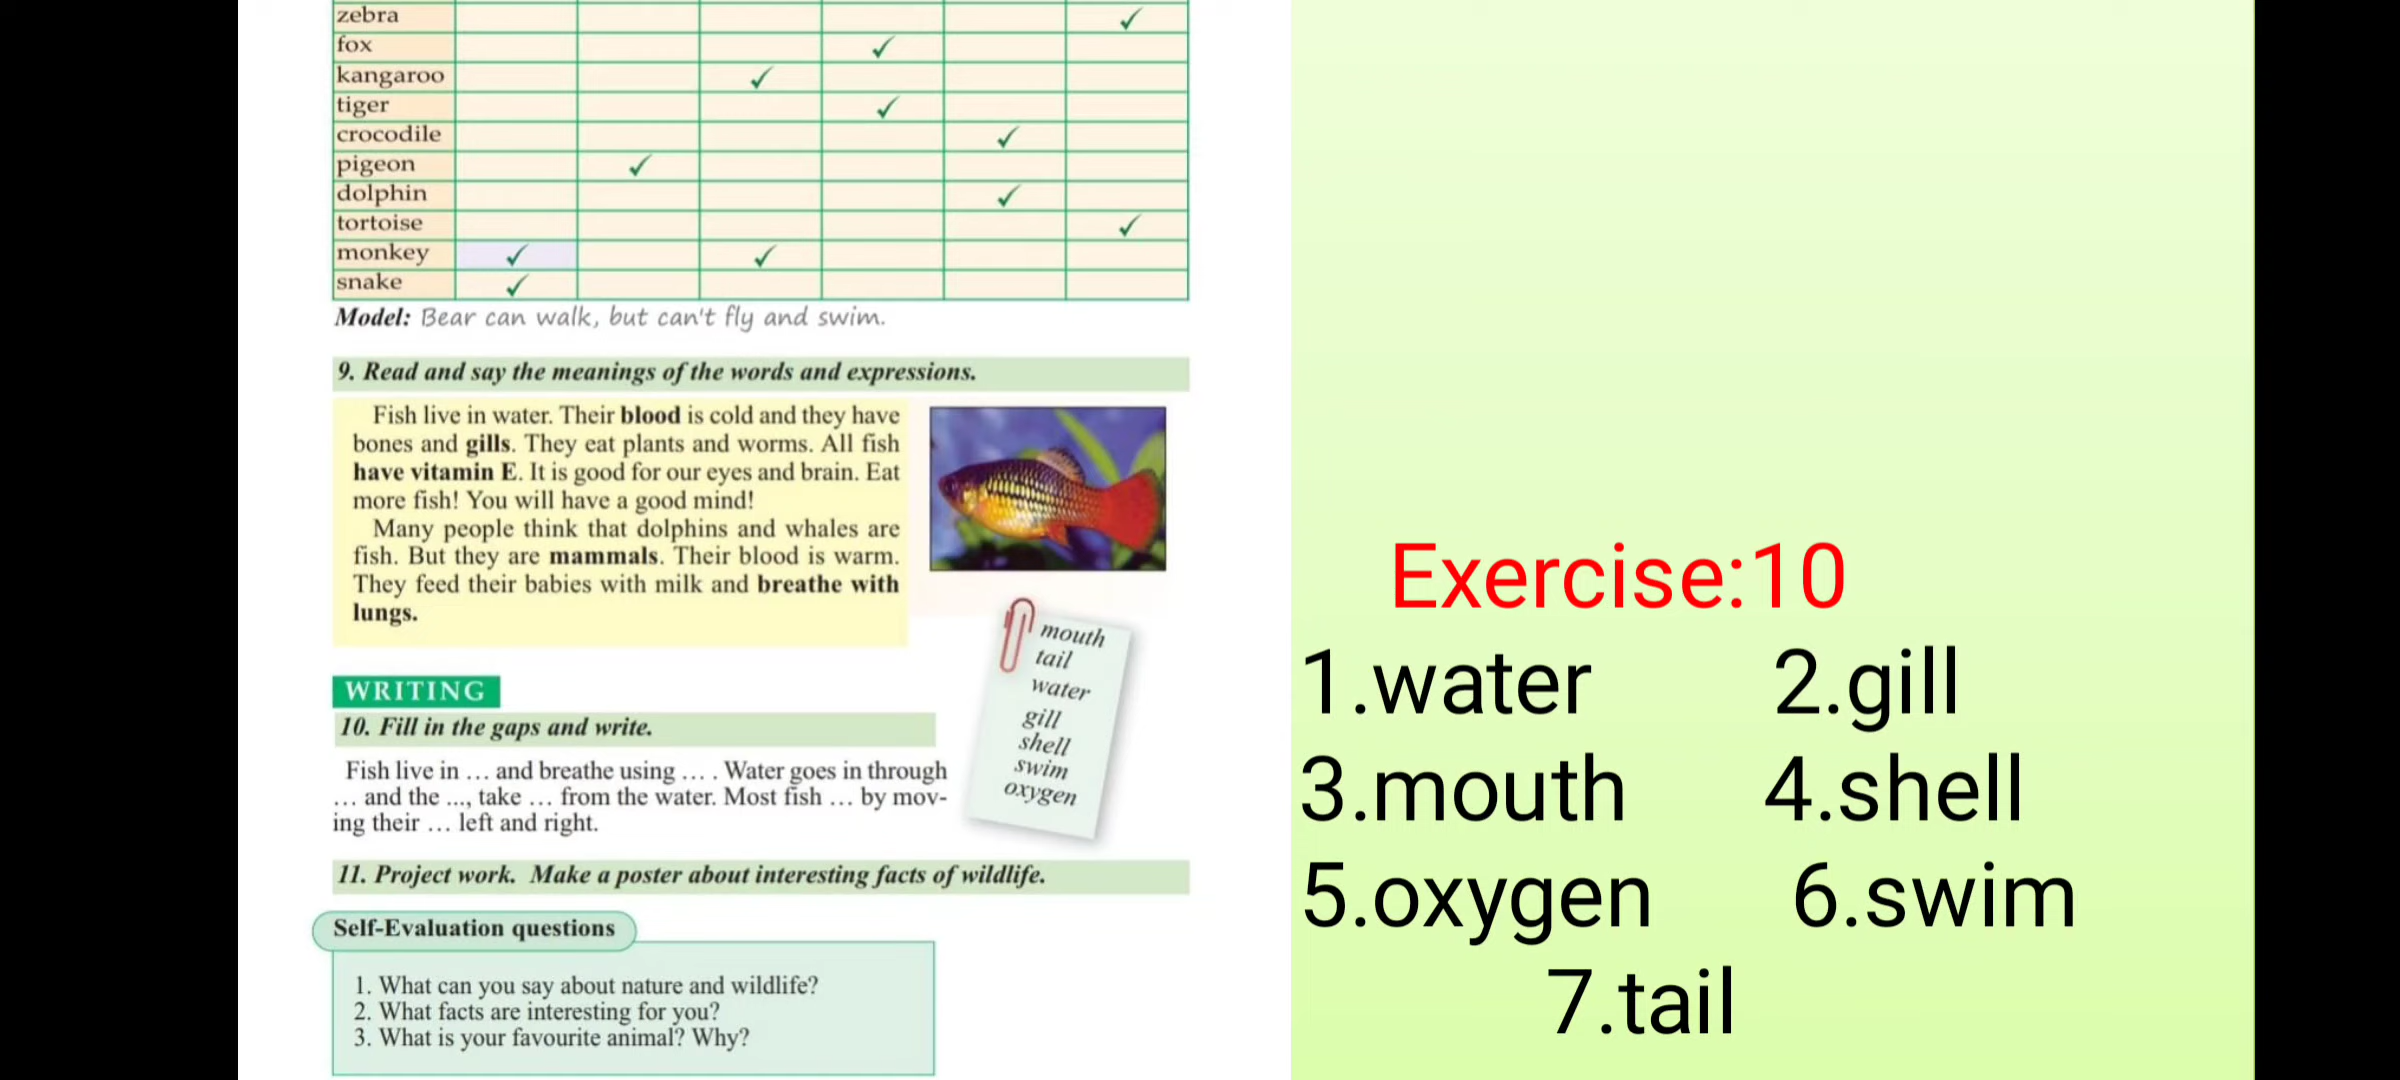 zebra
fox
kangaroo
tiger
crocodile
pigeon
dolphin
tortoise
monkey
snake
Model: Bear can walk, but can't fly and swim.
9. Read and say the meanings of the words and expressions.
Fish live in water. Their blood is cold and they have
bones and gills. They eat plants and worms. All fish
have vitamin E. It is good for our eyes and brain. Eat
more fish! You will have a good mind!
Many people think that dolphins and whales are
fish. But they are mammals. Their blood is warm.
They feed their babies with milk and breathe with
lungs.
mouth
tail
water
gill
shell
swim
oxygen
WRITING
10. Fill in the gaps and write.
Fish live in … and breathe using … . Water goes in through
… and the ..., take … from the water. Most fish … by mov-
ing their … left and right.
11. Project work. Make a poster about interesting facts of wildlife.
Self-Evaluation questions
1. What can you say about nature and wildlife?
2. What facts are interesting for you?
3. What is your favourite animal? Why?
Exercise:10
1.water 2.gill
3.mouth 4.shell
5.oxygen 6.swim
7.tail